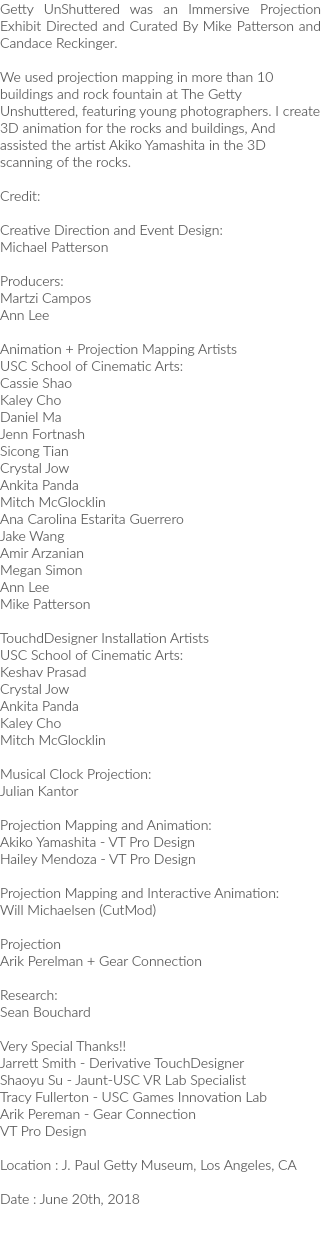 Getty UnShuttered was an Immersive Projection
Exhibit Directed and Curated By Mike Patterson and
Candace Reckinger.

We used projection mapping in more than 10
buildings and rock fountain at The Getty
Unshuttered, featuring young photographers. I create
3D animation for the rocks and buildings, And
assisted the artist Akiko Yamashita in the 3D
scanning of the rocks.

Credit:

Creative Direction and Event Design:
Michael Patterson

Producers:
Martzi Campos
Ann Lee

Animation + Projection Mapping Artists
USC School of Cinematic Arts:
Cassie Shao
Kaley Cho
Daniel Ma
Jenn Fortnash
Sicong Tian
Crystal Jow
Ankita Panda
Mitch McGlocklin
Ana Carolina Estarita Guerrero
Jake Wang
Amir Arzanian
Megan Simon
Ann Lee
Mike Patterson

TouchdDesigner Installation Artists
USC School of Cinematic Arts:
Keshav Prasad
Crystal Jow
Ankita Panda
Kaley Cho
Mitch McGlocklin

Musical Clock Projection:
Julian Kantor

Projection Mapping and Animation:
Akiko Yamashita - VT Pro Design
Hailey Mendoza - VT Pro Design

Projection Mapping and Interactive Animation:
Will Michaelsen (CutMod)

Projection
Arik Perelman + Gear Connection

Research:
Sean Bouchard

Very Special Thanks!!
Jarrett Smith - Derivative TouchDesigner
Shaoyu Su - Jaunt-USC VR Lab Specialist
Tracy Fullerton - USC Games Innovation Lab
Arik Pereman - Gear Connection
VT Pro Design

Location : J. Paul Getty Museum, Los Angeles, CA

Date : June 20th, 2018